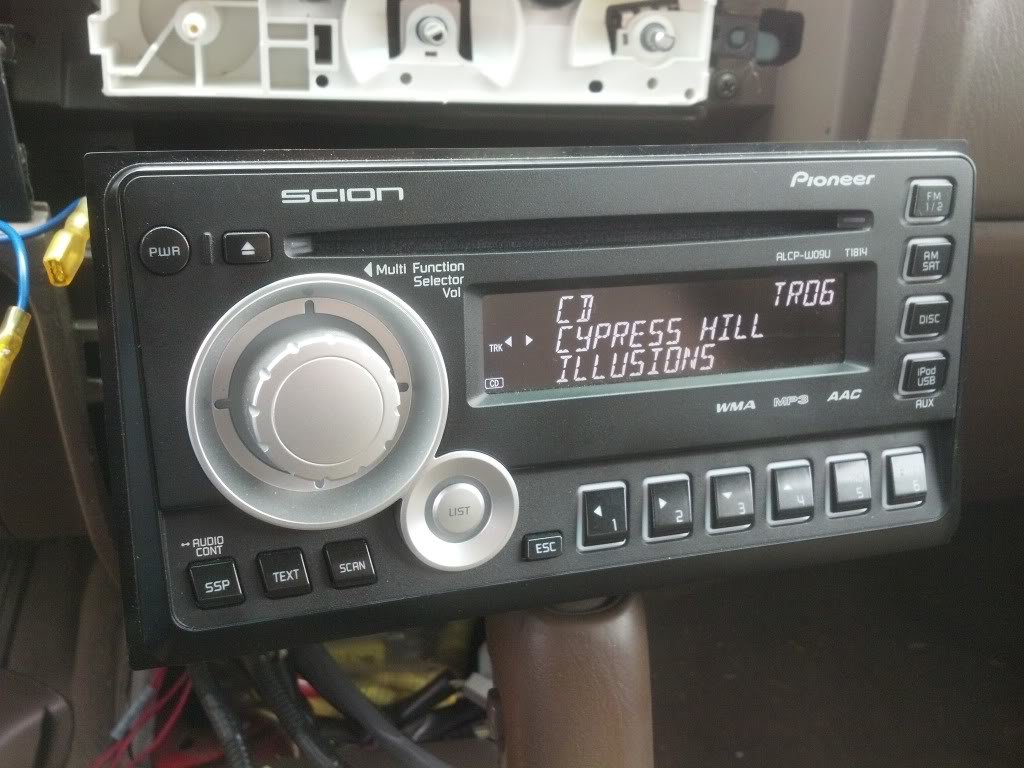 SCION
Pioneer
PWR
FM
1/2
ALCP-W09U T1814
Multi Function
Selector
Vol
AM
SAT
CD TR06
TRK
CYPRESS HILL
ILLUSIONS
CD
DISC
iPod
USB
AUX
WMA MP3 AAC
LIST
1 2 3 4 5 6
ESC
AUDIO
CONT
SSP TEXT SCAN